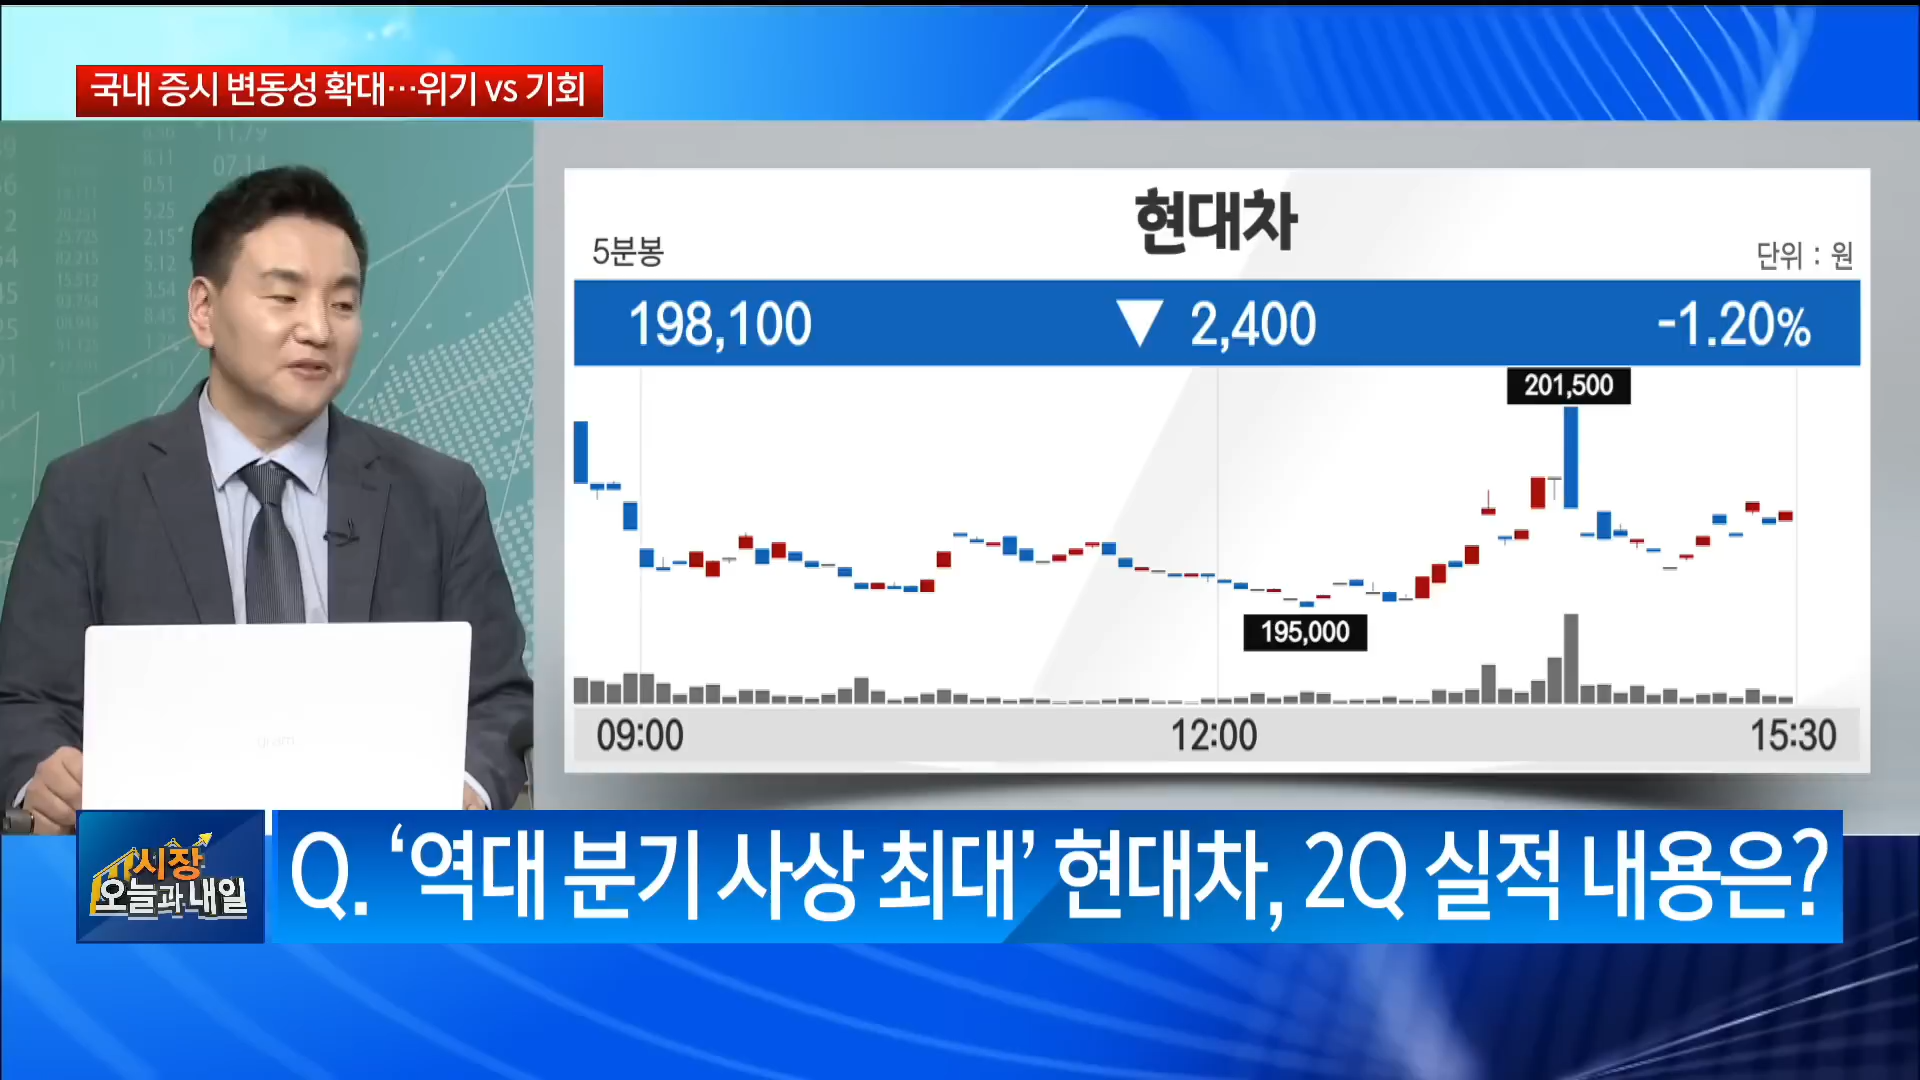 국내 증시 변동성 확대…위기 vs 기회
현대차
5분봉
단위 : 원
198,100 ▼ 2,400 -1.20%
201,500
195,000
09:00 12:00 15:30
gram
시장
오늘과 내일
Q. ‘역대 분기 사상 최대’ 현대차, 2Q 실적 내용은?